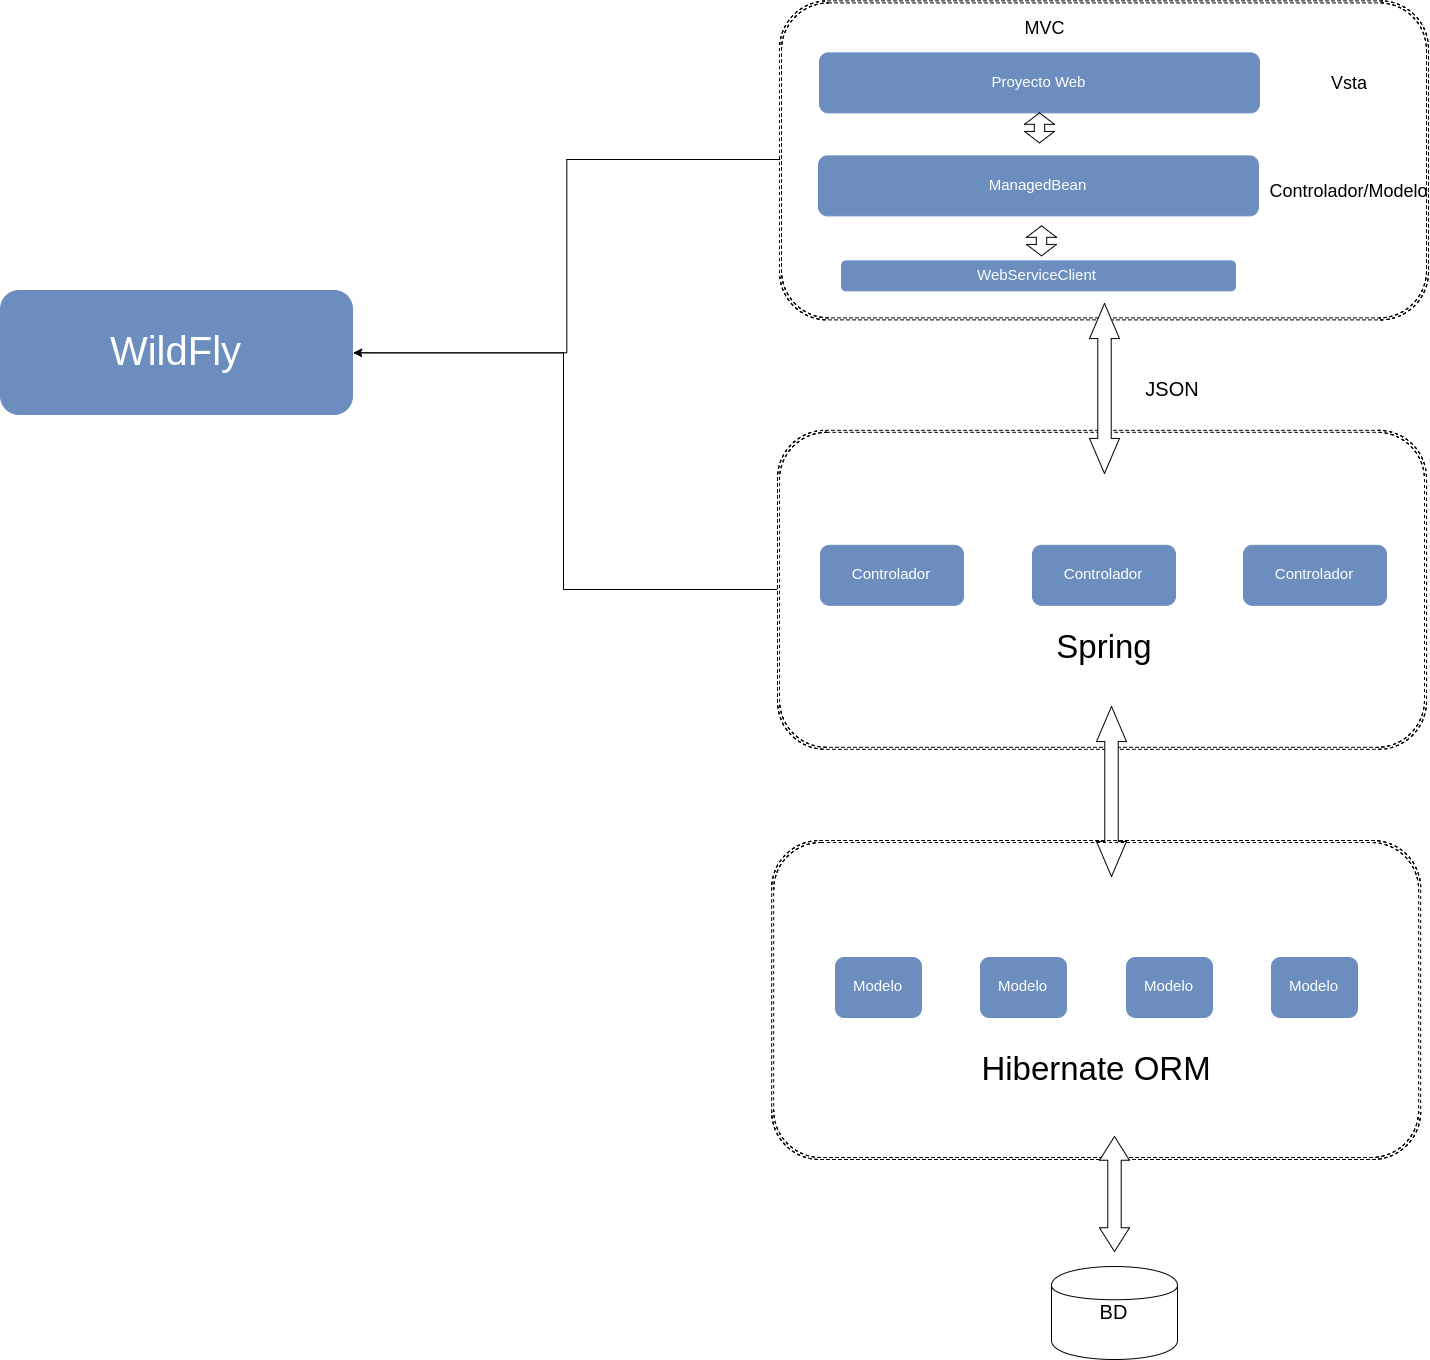 MVC
Proyecto Web
Vsta
ManagedBean
Controlador/Modelo
WebServiceClient
WildFly
JSON
Controlador
Controlador
Controlador
Spring
Modelo
Modelo
Modelo
Modelo
Hibernate ORM
BD